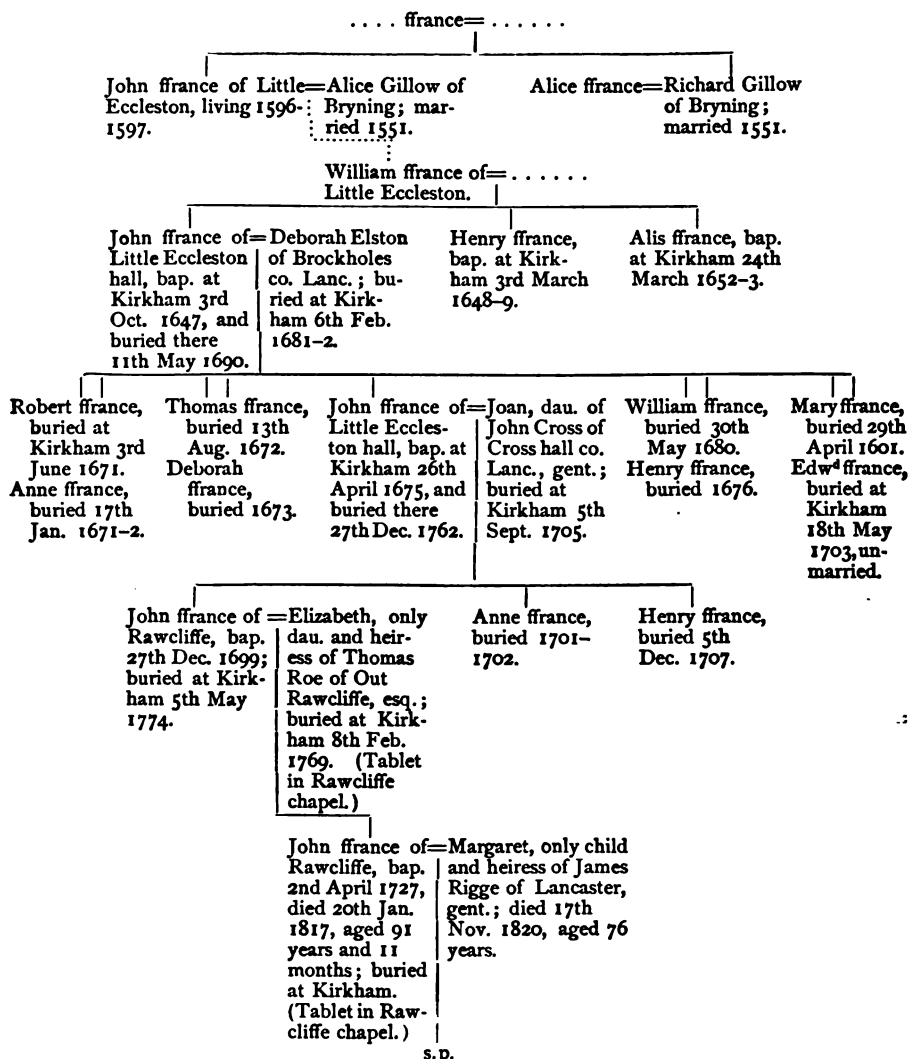 . . . . ffrance= . . . . . .
John ffrance of Little=Alice Gillow of
Eccleston, living 1596- Bryning; mar-
1597. ried 1551.
Alice ffrance=Richard Gillow
of Bryning;
married 1551.
William ffrance of= . . . . . .
Little Eccleston.
John ffrance of=
Little Eccleston
hall, bap. at
Kirkham 3rd
Oct. 1647, and
buried there
11th May 1690.
Deborah Elston
of Brockholes
co. Lanc.; bu-
ried at Kirk-
ham 6th Feb.
1681-2.
Henry ffrance,
bap. at Kirk-
ham 3rd March
1648-9.
Alis ffrance, bap.
at Kirkham 24th
March 1652-3.
Robert ffrance,
buried at
Kirkham 3rd
June 1671.
Anne ffrance,
buried 17th
Jan. 1671-2.
Thomas ffrance,
buried 13th
Aug. 1672.
Deborah
ffrance,
buried 1673.
John ffrance of=
Little Eccles-
ton hall, bap. at
Kirkham 26th
April 1675, and
buried there
27th Dec. 1762.
Joan, dau. of
John Cross of
Cross hall co.
Lanc., gent.;
buried at
Kirkham 5th
Sept. 1705.
William ffrance,
buried 30th
May 1680.
Henry ffrance,
buried 1676.
Mary ffrance,
buried 29th
April 1601.
Edwd ffrance,
buried at
Kirkham
18th May
1703, un-
married.
John ffrance of =
Rawcliffe, bap.
27th Dec. 1699;
buried at Kirk-
ham 5th May
1774.
Elizabeth, only
dau. and heir-
ess of Thomas
Roe of Out
Rawcliffe, esq.;
buried at Kirk-
ham 8th Feb.
1769. (Tablet
in Rawcliffe
chapel.)
Anne ffrance,
buried 1701-
1702.
Henry ffrance,
buried 5th
Dec. 1707.
John ffrance of=
Rawcliffe, bap.
2nd April 1727,
died 20th Jan.
1817, aged 91
years and 11
months; buried
at Kirkham.
(Tablet in Raw-
cliffe chapel.)
Margaret, only child
and heiress of James
Rigge of Lancaster,
gent.; died 17th
Nov. 1820, aged 76
years.
s.p.